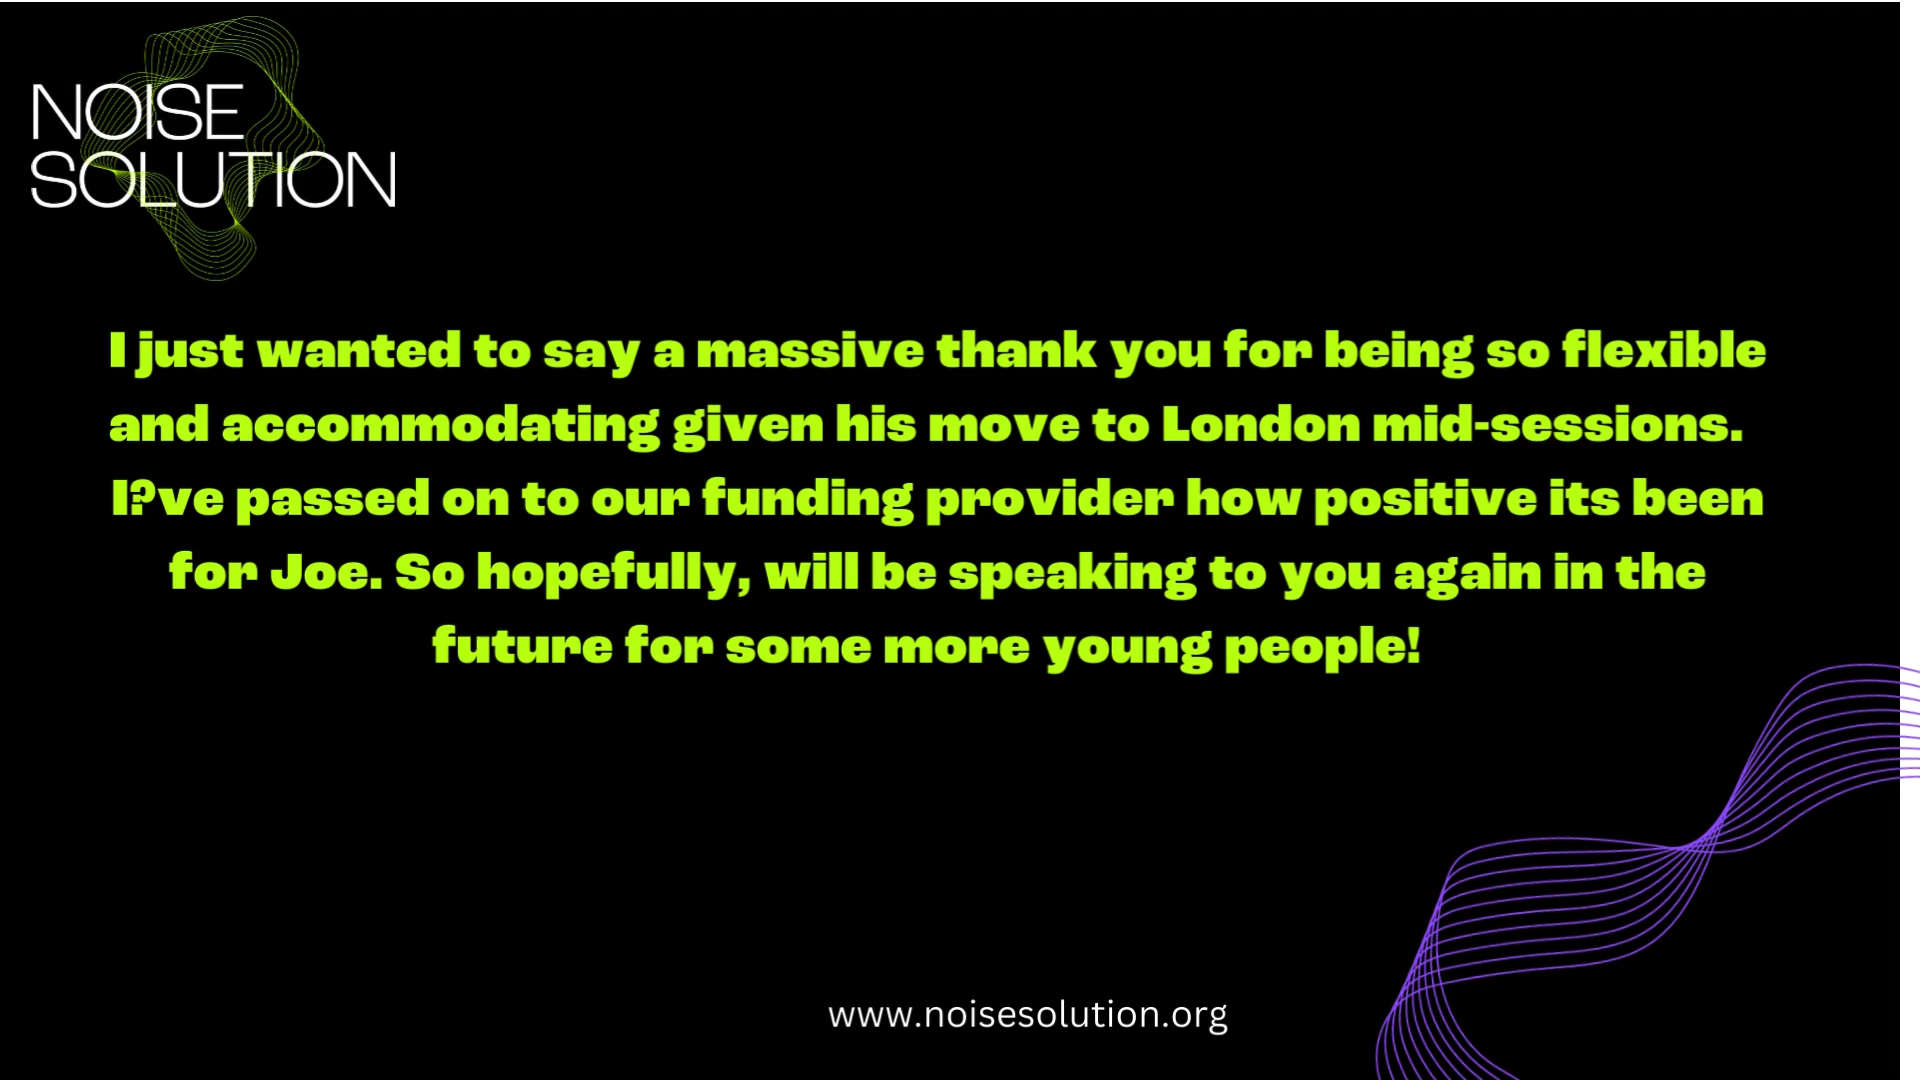 NOISE
SOLUTION
I just wanted to say a massive thank you for being so flexible
and accommodating given his move to London mid-sessions.
I?ve passed on to our funding provider how positive its been
for Joe. So hopefully, will be speaking to you again in the
future for some more young people!
www.noisesolution.org